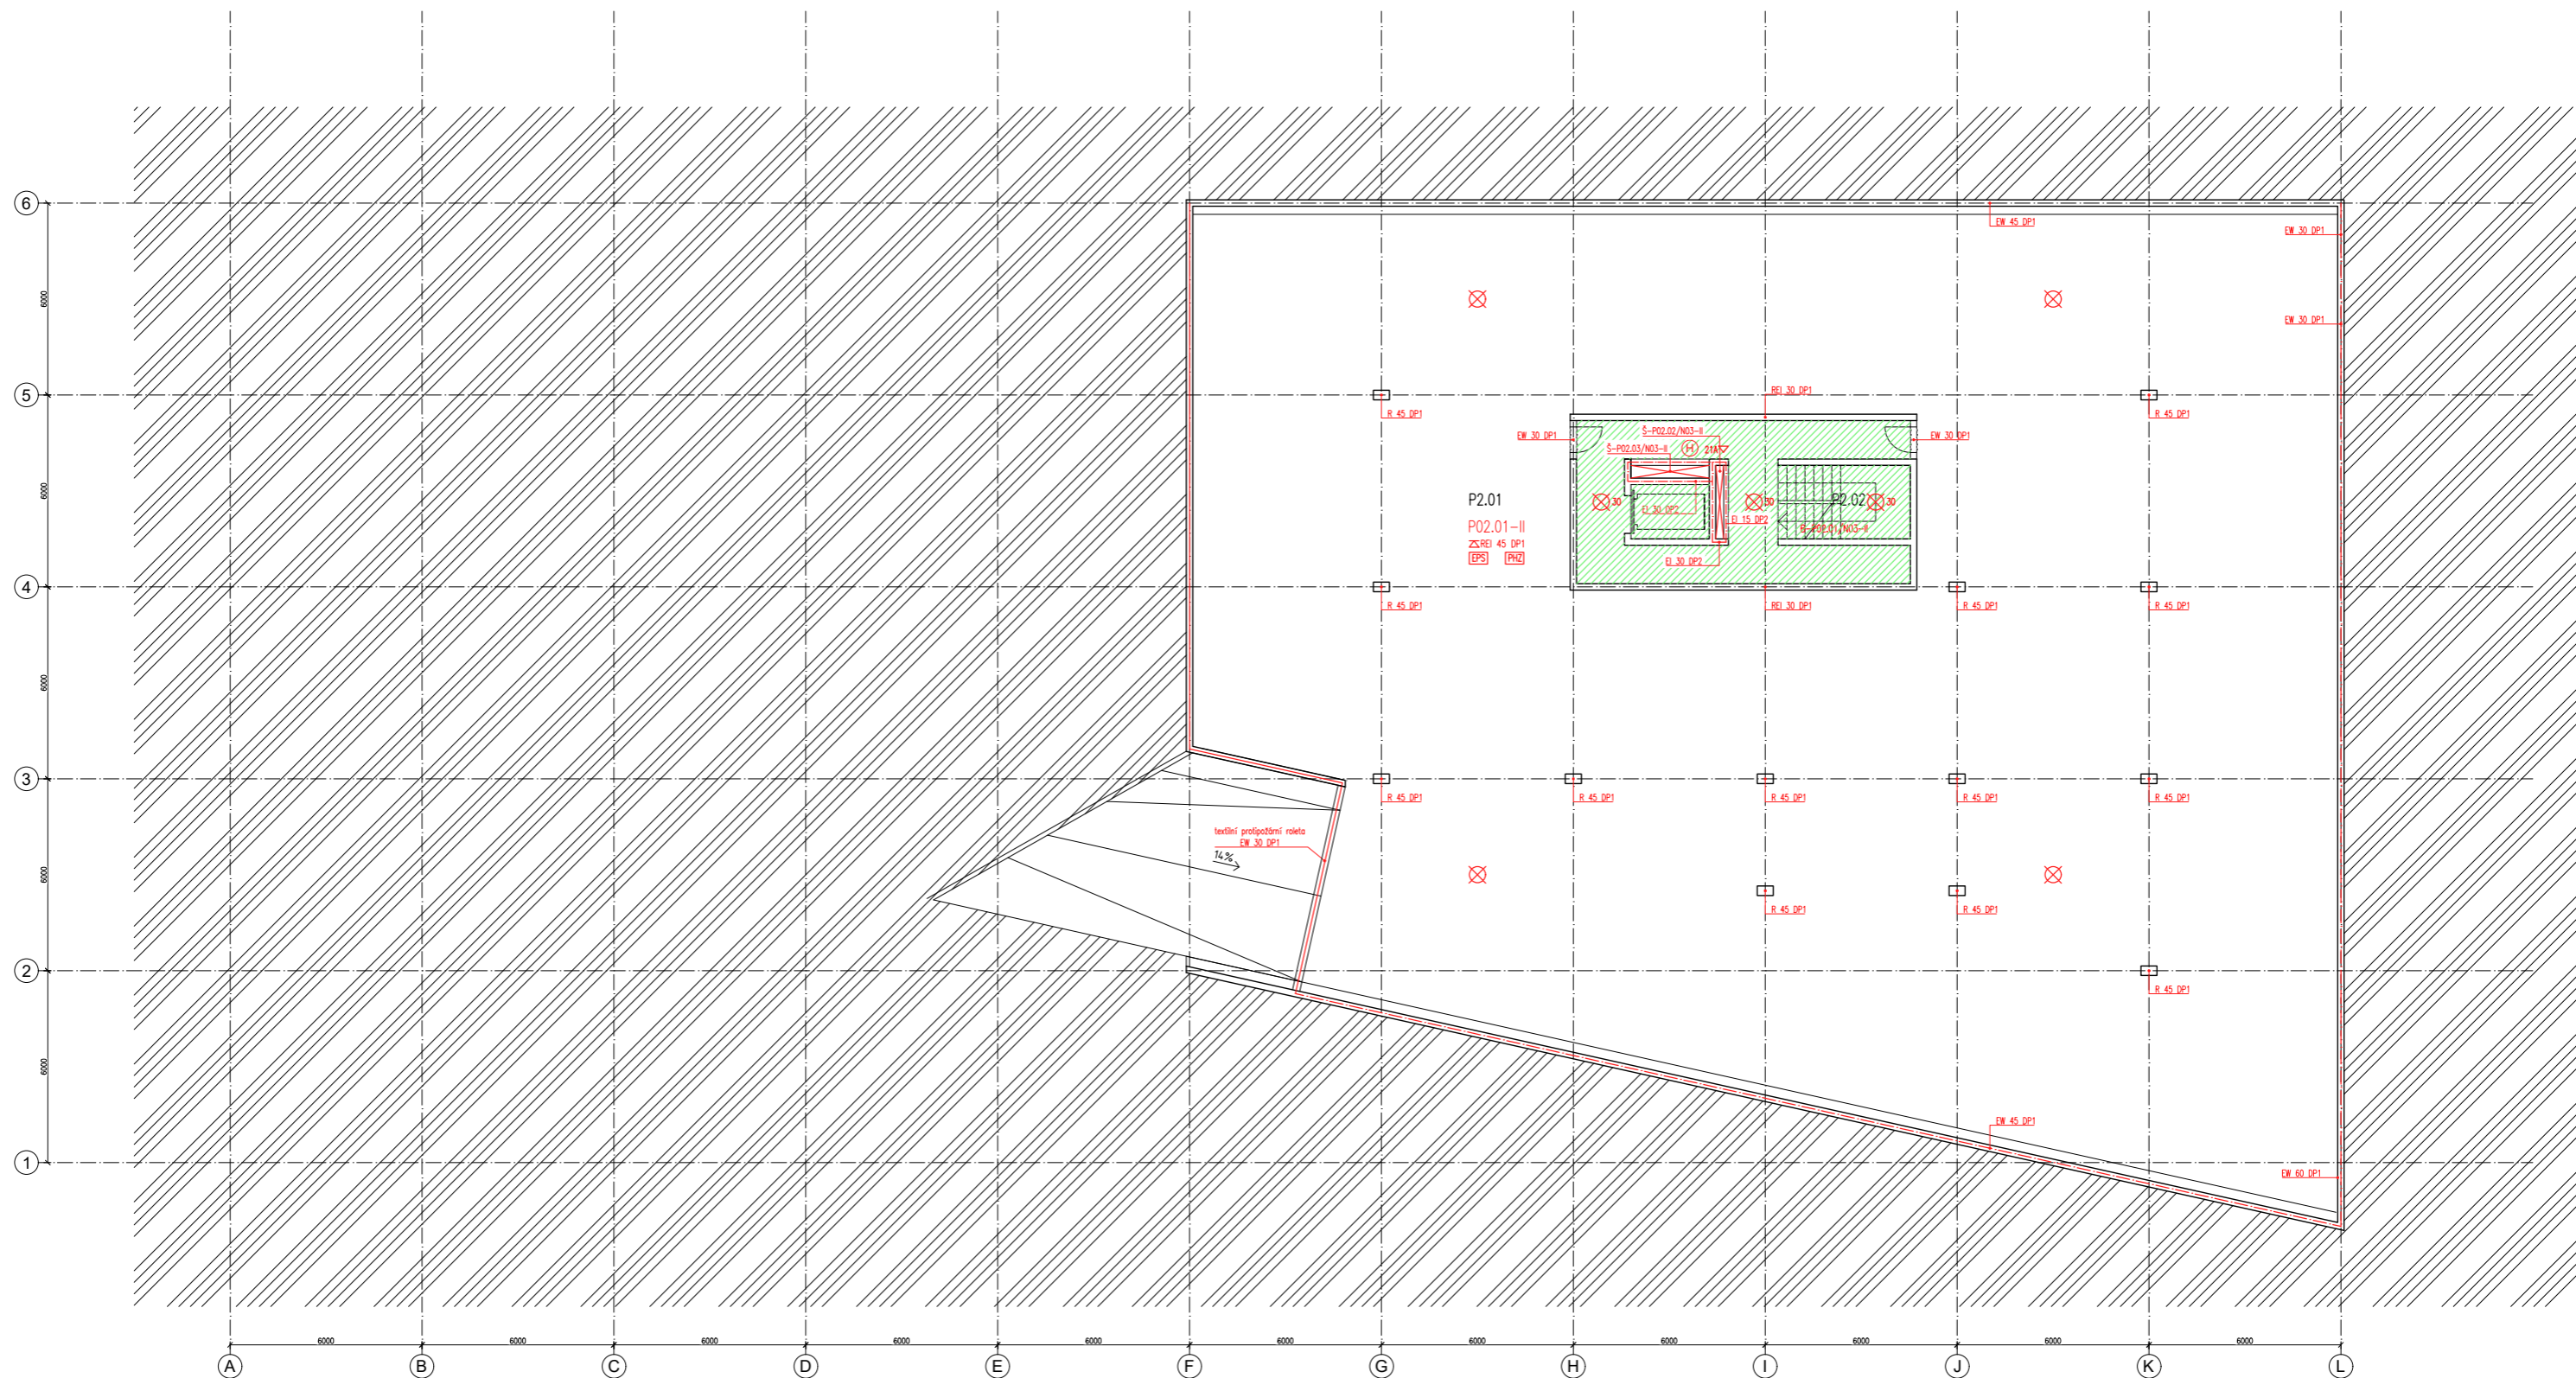 6
EW 45 DP1
EW 30 DP1
6000
EW 30 DP1
5
REI 30 DP1
R 45 DP1
R 45 DP1
EW 30 DP1
Š-P02.02/N03-II
H 21A
EW 30 DP1
Š-P02.03/N03-II
6000
P2.01
30
30
P2.02
30
EI 30 DP2
EI 15 DP2
P02.01-II
REI 45 DP1
EPS PHZ
EI 30 DP2
4
R 45 DP1
REI 30 DP1
R 45 DP1
R 45 DP1
6000
3
R 45 DP1
R 45 DP1
R 45 DP1
R 45 DP1
R 45 DP1
textilní protipožární roleta
EW 30 DP1
14%
6000
R 45 DP1
R 45 DP1
2
R 45 DP1
6000
EW 45 DP1
1
EW 60 DP1
6000 6000 6000 6000 6000 6000 6000 6000 6000 6000 6000
A B C D E F G H I J K L